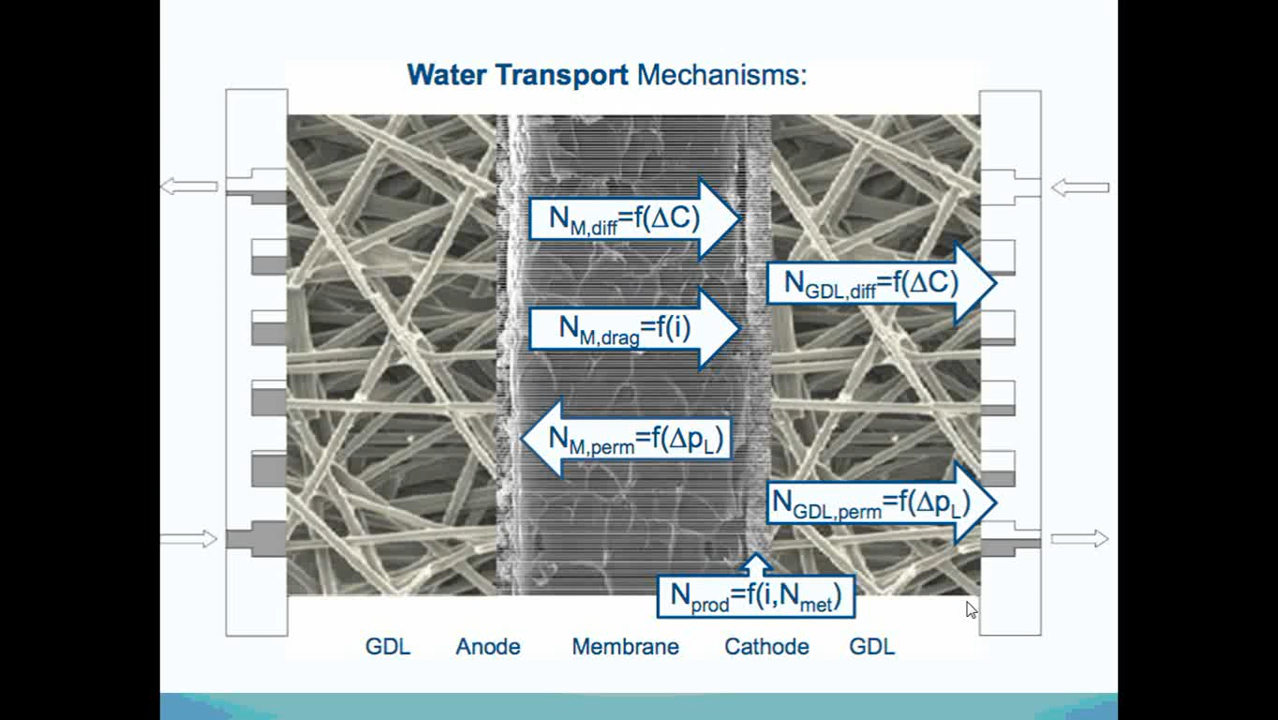 Water Transport Mechanisms:
N_M,diff=f(ΔC)
N_GDL,diff=f(ΔC)
N_M,drag=f(i)
N_M,perm=f(Δp_L)
N_GDL,perm=f(Δp_L)
N_prod=f(i,N_met)
GDL Anode Membrane Cathode GDL